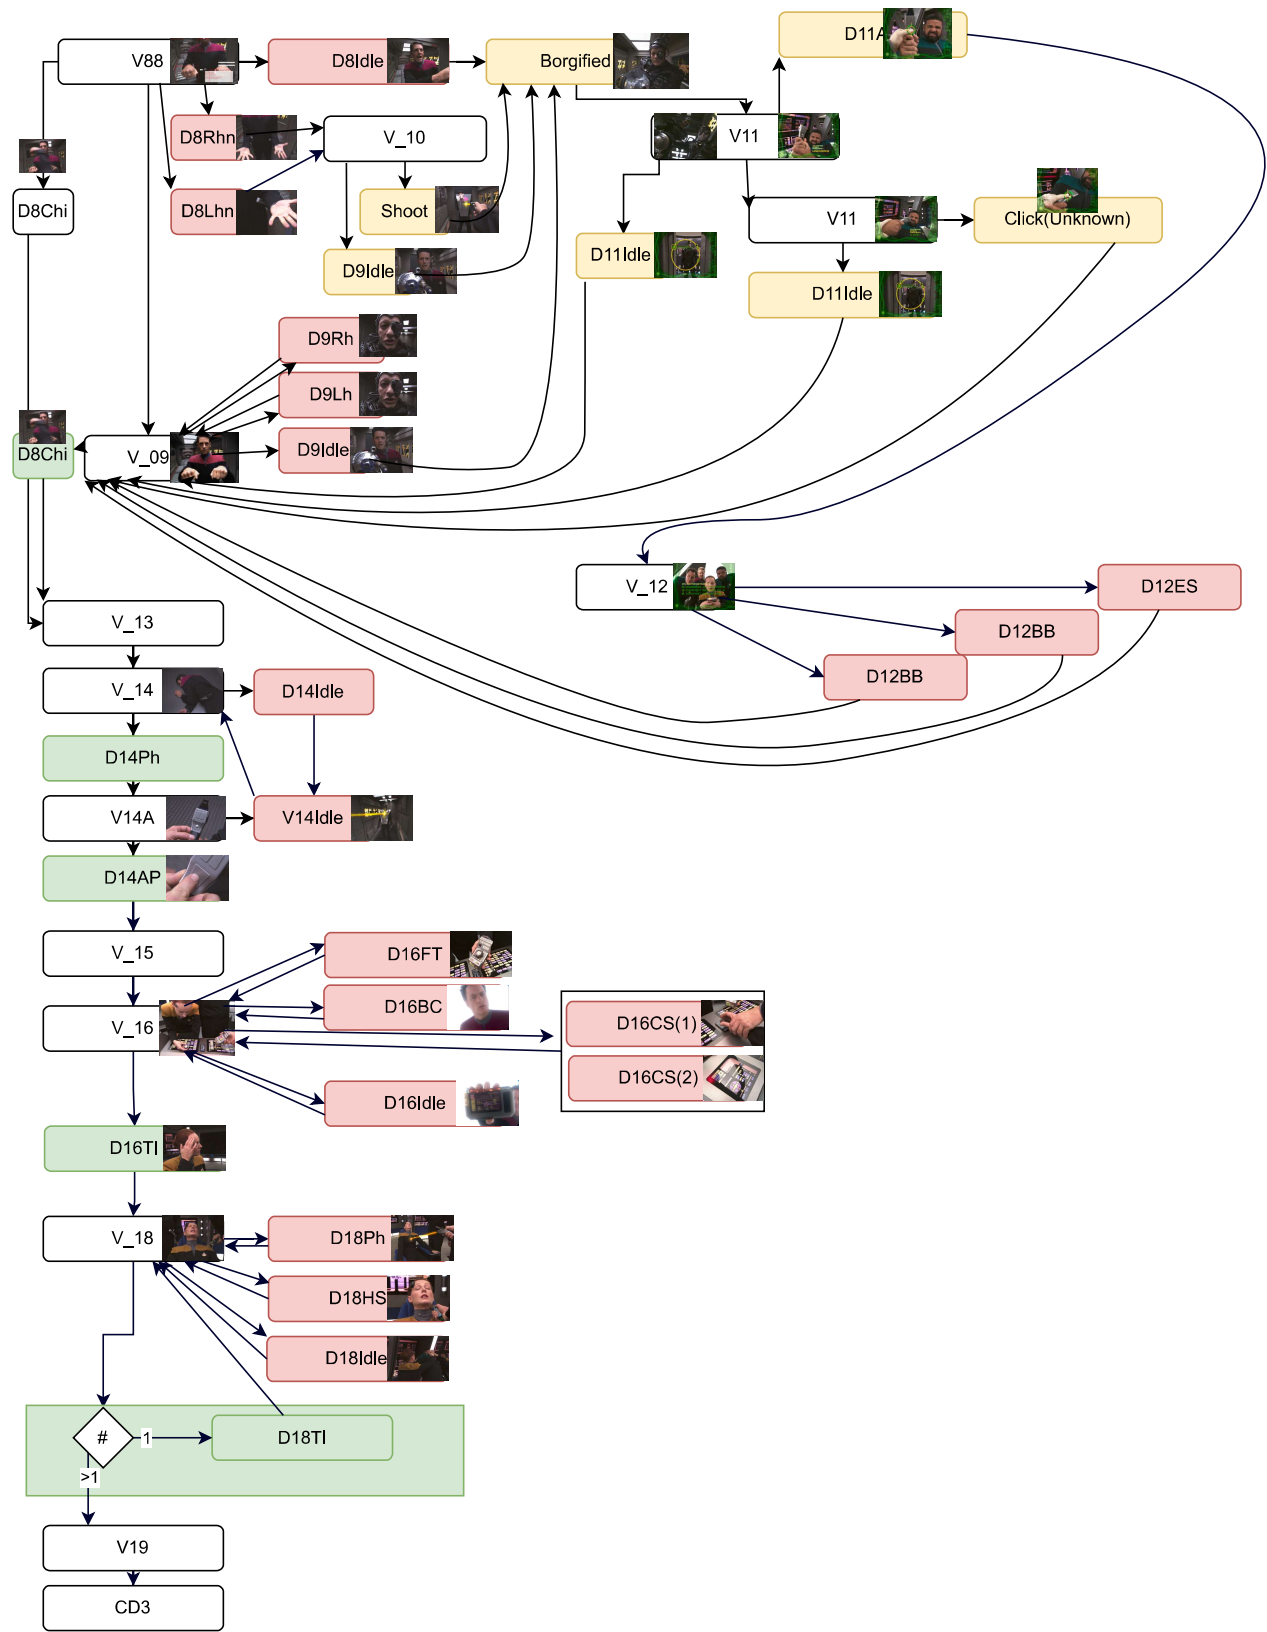 V88
D8Idle
Borgified
D11A
D8Rhn
V_10
V11
D8Chi
D8Lhn
Shoot
V11
Click(Unknown)
D9Idle
D11Idle
D11Idle
D9Rh
D9Lh
D9Idle
D8Chi
V_09
V_12
D12ES
D12BB
D12BB
V_13
V_14
D14Idle
D14Ph
V14A
V14Idle
D14AP
V_15
D16FT
D16BC
V_16
D16CS(1)
D16CS(2)
D16Idle
D16Tl
V_18
D18Ph
D18HS
D18Idle
#
1
D18Tl
>1
V19
CD3